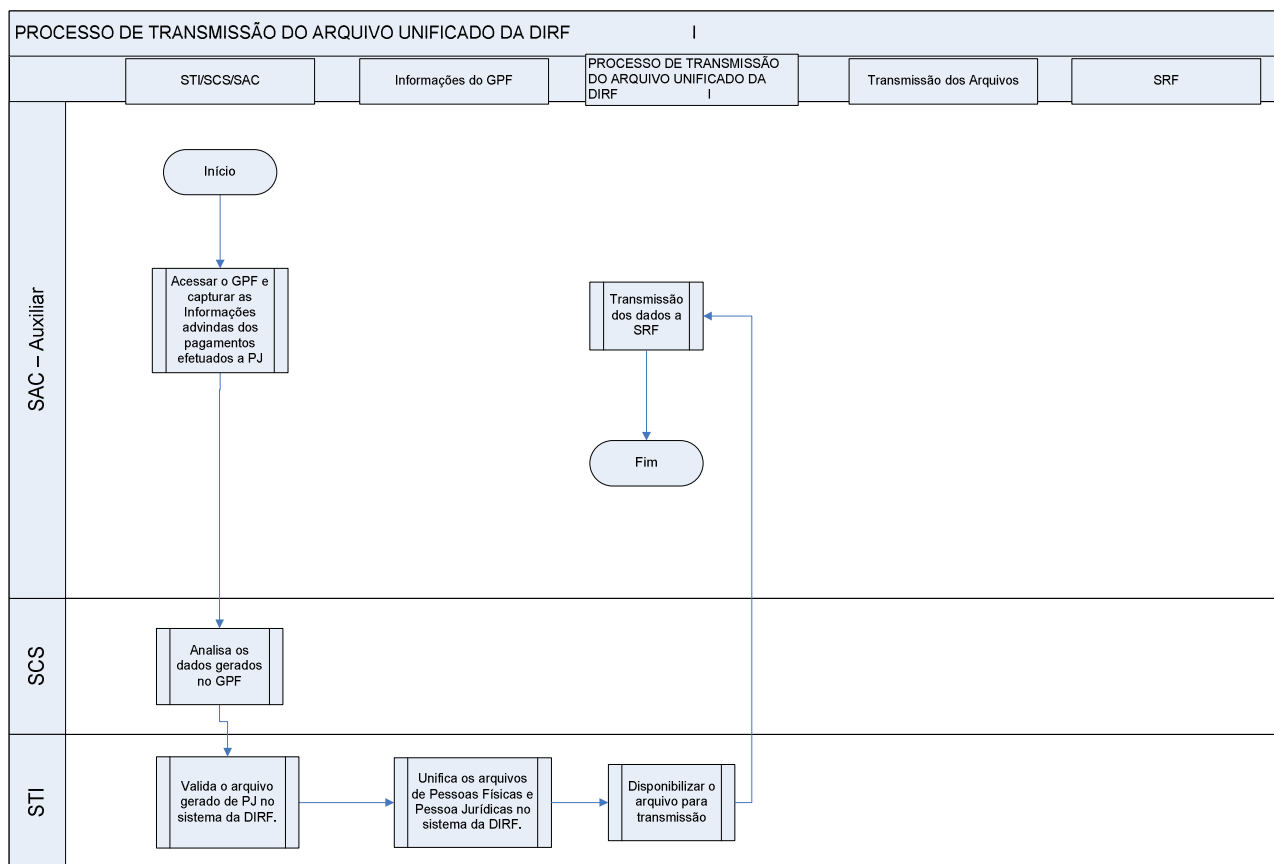 PROCESSO DE TRANSMISSÃO DO ARQUIVO UNIFICADO DA DIRF I
STI/SCS/SAC
Informações do GPF
PROCESSO DE TRANSMISSÃO
DO ARQUIVO UNIFICADO DA
DIRF I
Transmissão dos Arquivos
SRF
SAC – Auxiliar
Início
Acessar o GPF e
capturar as
Informações
advindas dos
pagamentos
efetuados a PJ
Transmissão
dos dados a
SRF
Fim
SCS
Analisa os
dados gerados
no GPF
STI
Valida o arquivo
gerado de PJ no
sistema da DIRF.
Unifica os arquivos
de Pessoas Físicas e
Pessoa Jurídicas no
sistema da DIRF.
Disponibilizar o
arquivo para
transmissão